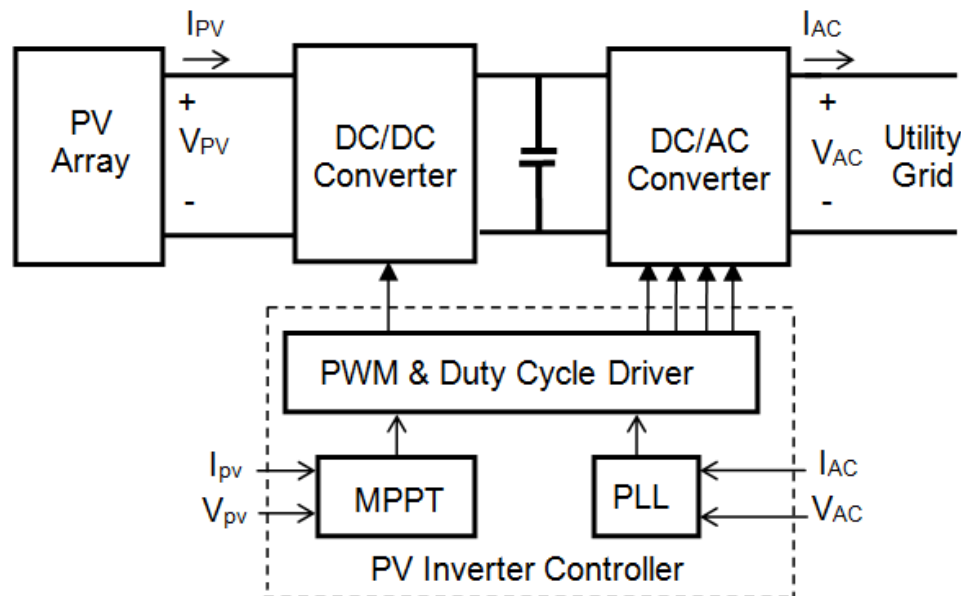 IPV
IAC
PV
Array
+
VPV
-
DC/DC
Converter
DC/AC
Converter
+
VAC
-
Utility
Grid
PWM & Duty Cycle Driver
Ipv
Vpv
MPPT
PLL
IAC
VAC
PV Inverter Controller